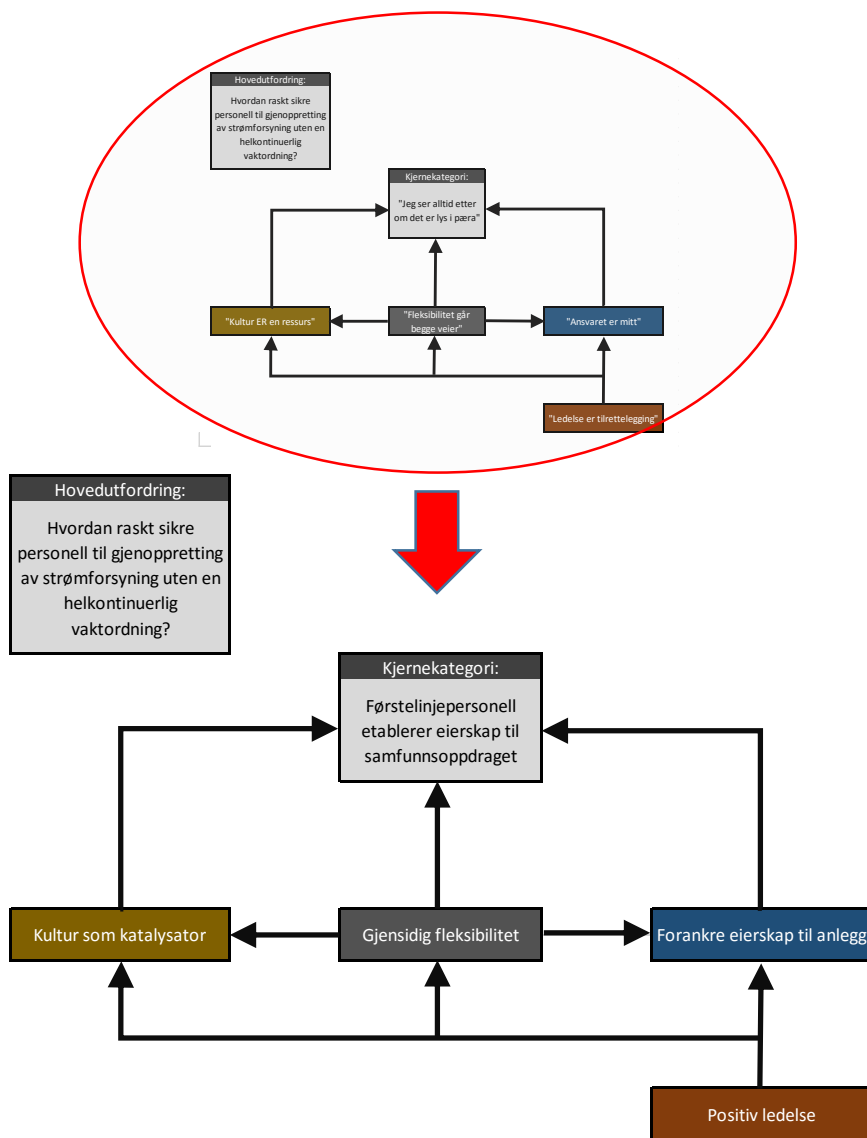 Hovedutfordring:
Hvordan raskt sikre
personell til gjenoppretting
av strømforsyning uten en
helkontinuerlig
vaktordning?
Kjernekategori:
"Jeg ser alltid etter
om det er lys i pæra"
"Kultur ER en ressurs"
"Fleksibilitet går
begge veier"
"Ansvaret er mitt"
"Ledelse er tilrettelegging"
Hovedutfordring:
Hvordan raskt sikre
personell til gjenoppretting
av strømforsyning uten en
helkontinuerlig
vaktordning?
Kjernekategori:
Førstelinjepersonell
etablerer eierskap til
samfunnsoppdraget
Kultur som katalysator
Gjensidig fleksibilitet
Forankre eierskap til anlegg
Positiv ledelse